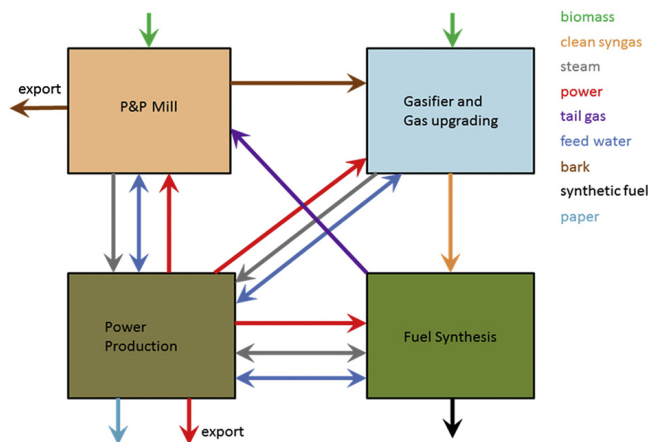 biomass
clean syngas
steam
power
tail gas
feed water
bark
synthetic fuel
paper
export
P&P Mill
Gasifier and
Gas upgrading
Power
Production
Fuel Synthesis
export